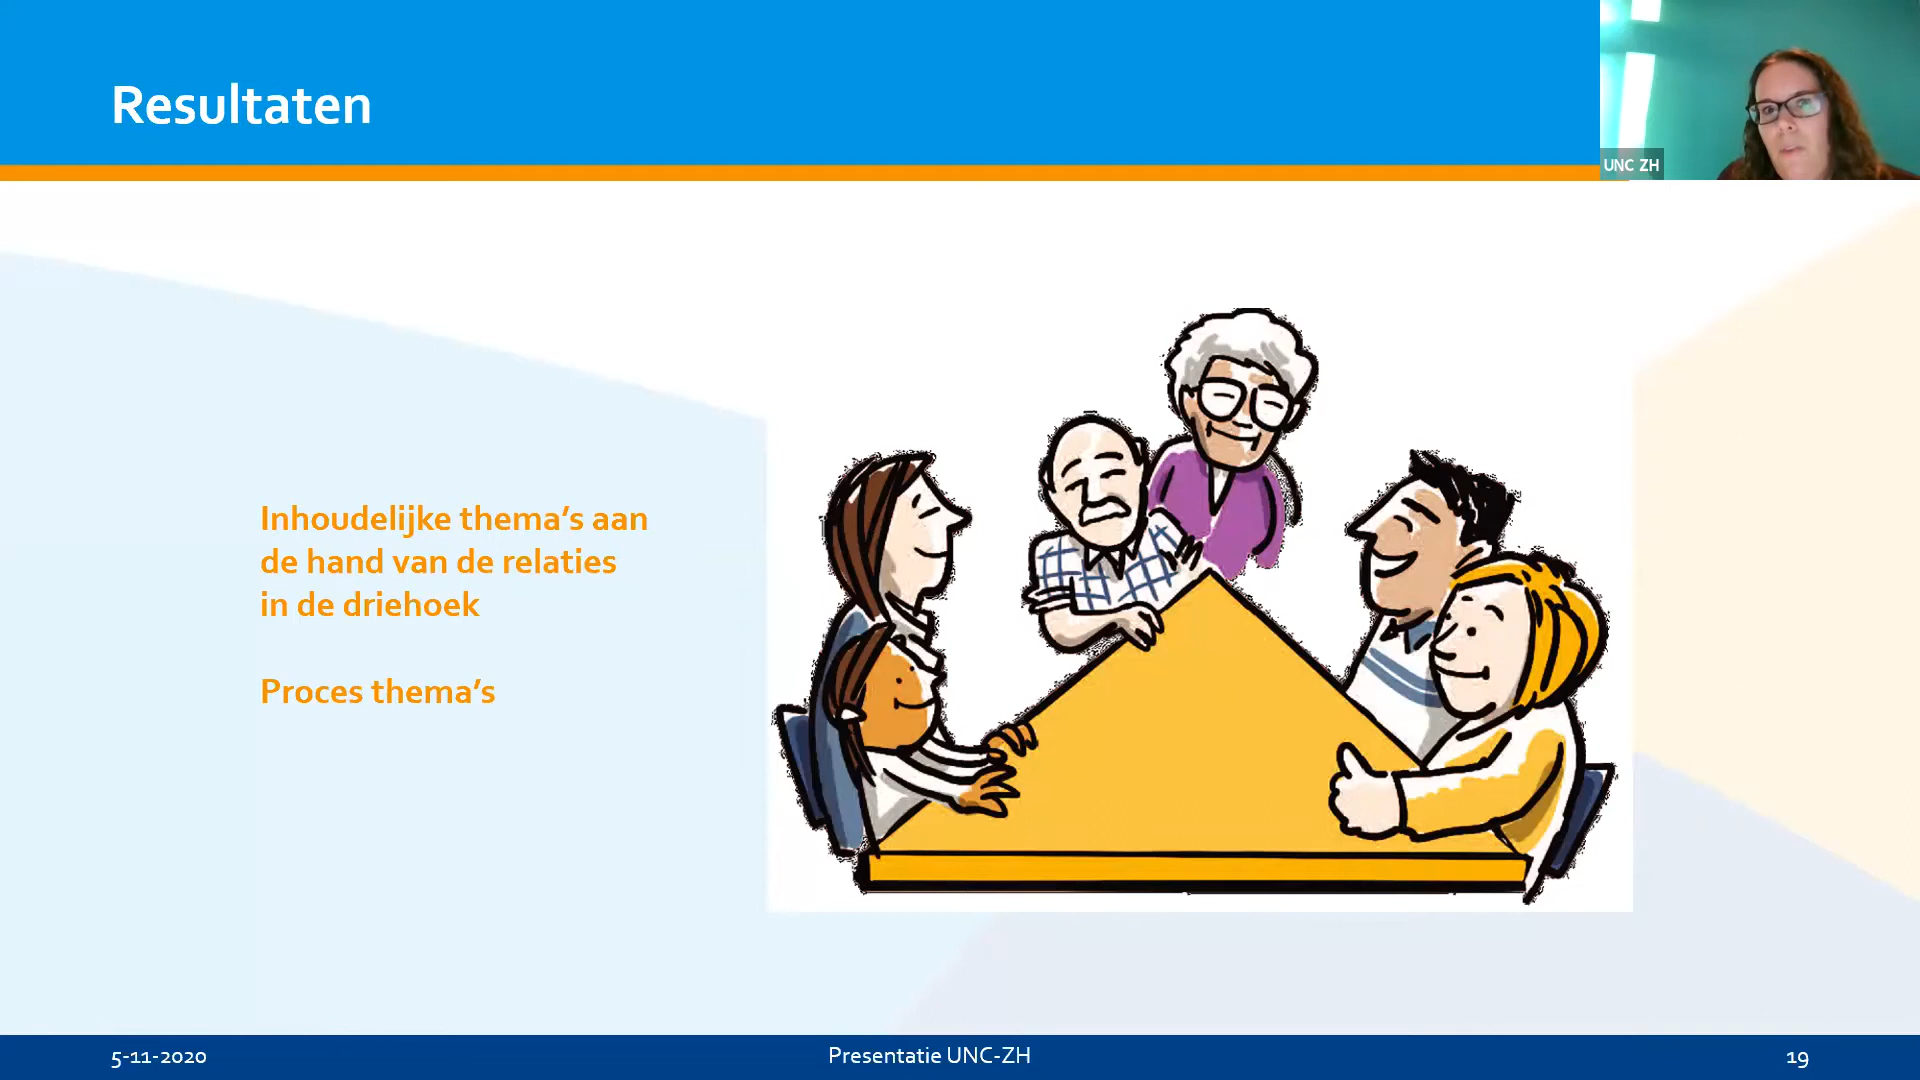 Resultaten
UNC ZH
Inhoudelijke thema’s aan
de hand van de relaties
in de driehoek
Proces thema’s
5-11-2020
Presentatie UNC-ZH
19